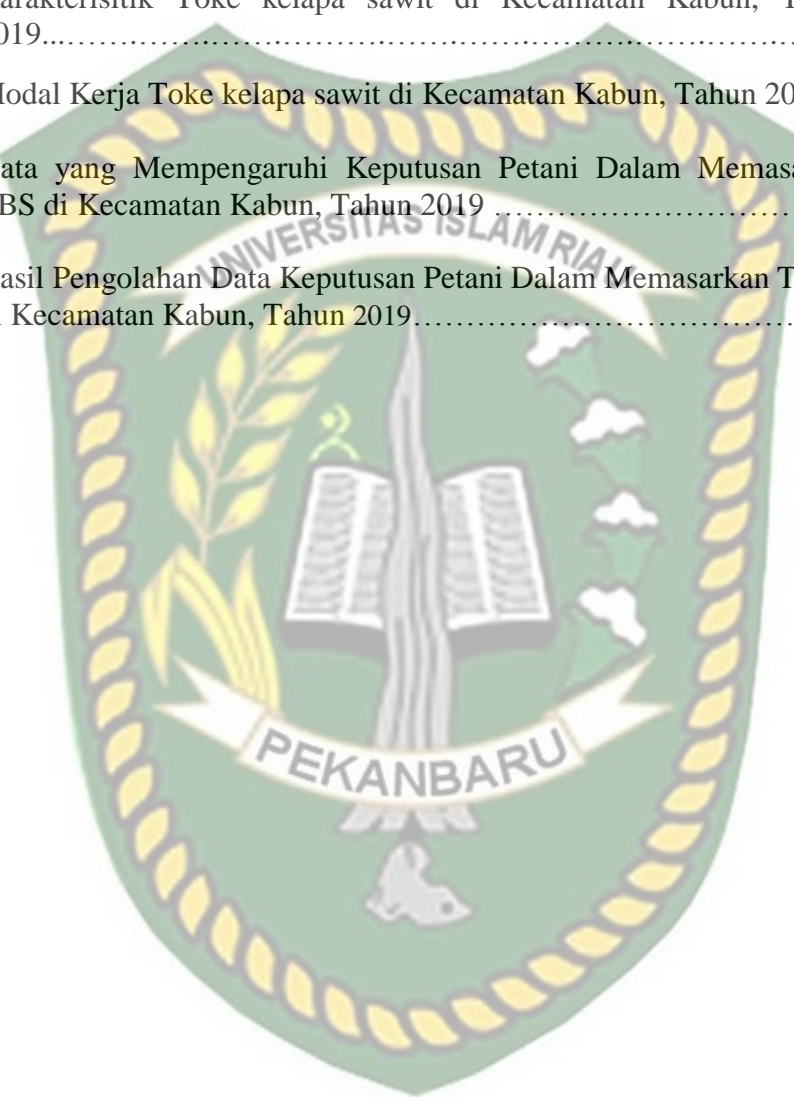 arakterisitik Toke kelapa sawit di Kecamatan Kabun, T
019...…………………………………………………………
Modal Kerja Toke kelapa sawit di Kecamatan Kabun, Tahun 20
ata yang Mempengaruhi Keputusan Petani Dalam Memasa
BS di Kecamatan Kabun, Tahun 2019 …………………………
UNIVERSITAS ISLAM RIAU
asil Pengolahan Data Keputusan Petani Dalam Memasarkan T
Kecamatan Kabun, Tahun 2019………………………………
PEKANBARU